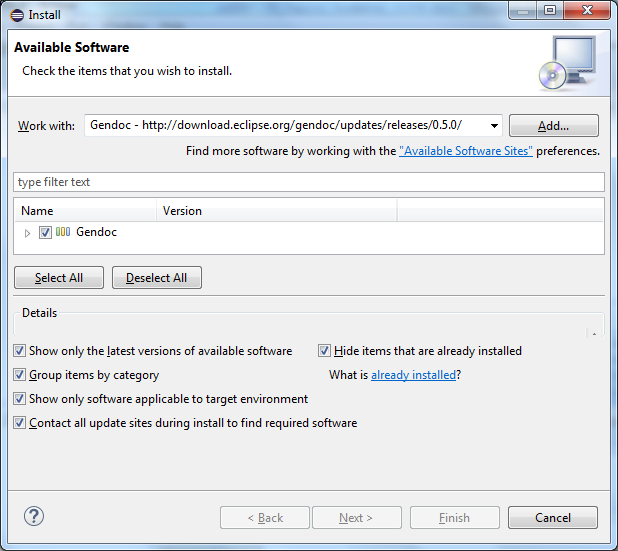 Install
Available Software
Check the items that you wish to install.
Work with: Gendoc - http://download.eclipse.org/gendoc/updates/releases/0.5.0/ Add...
Find more software by working with the "Available Software Sites" preferences.
type filter text
Name Version
Gendoc
Select All Deselect All
Details
Show only the latest versions of available software Hide items that are already installed
Group items by category What is already installed?
Show only software applicable to target environment
Contact all update sites during install to find required software
? < Back Next > Finish Cancel